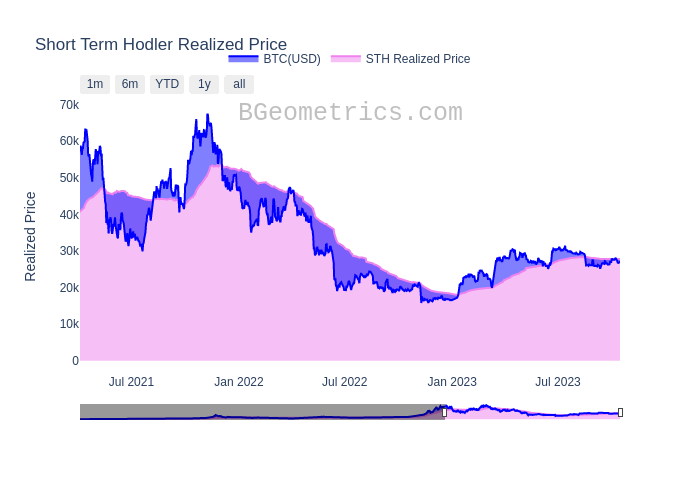 Short Term Hodler Realized Price
BTC(USD) STH Realized Price
1m 6m YTD 1y all
BGeometrics.com
70k
60k
50k
40k
30k
20k
10k
0
Realized Price
Jul 2021 Jan 2022 Jul 2022 Jan 2023 Jul 2023